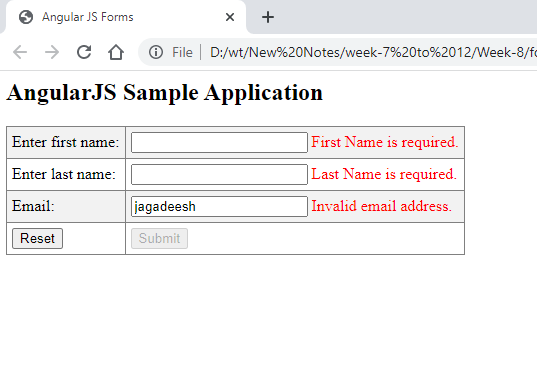 Angular JS Forms
File D:/wt/New%20Notes/week-7%20to%2012/Week-8/fo
AngularJS Sample Application
Enter first name: First Name is required.
Enter last name: Last Name is required.
Email: jagadeesh Invalid email address.
Reset Submit